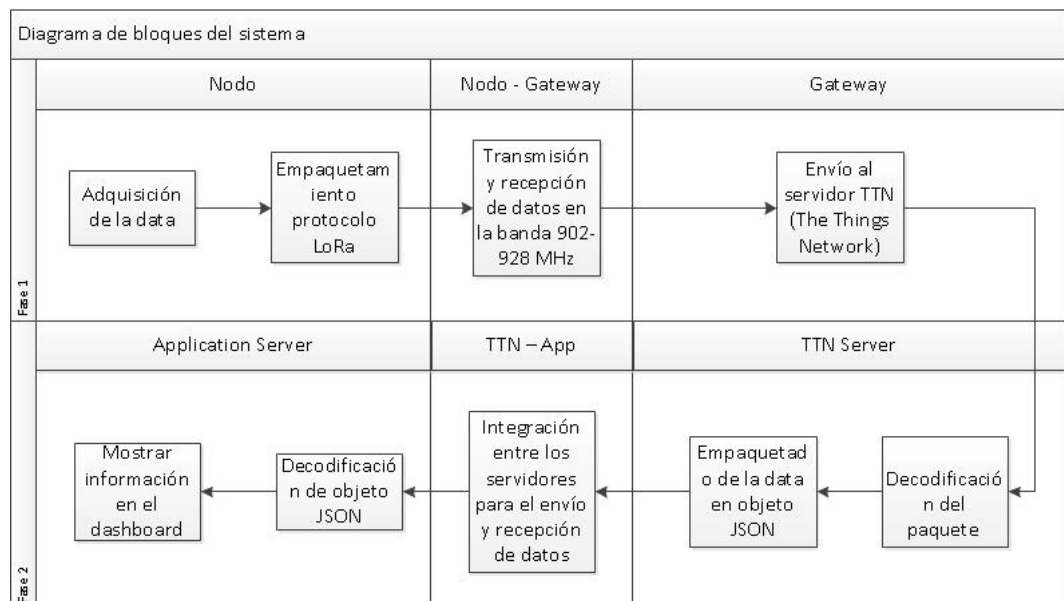 Diagrama de bloques del sistema
Nodo
Nodo - Gateway
Gateway
Fase 1
Adquisición
de la data
Empaquetam
iento
protocolo
LoRa
Transmisión
y recepción
de datos en
la banda 902-
928 MHz
Envío al
servidor TTN
(The Things
Network)
Application Server
TTN – App
TTN Server
Fase 2
Mostrar
información
en el
dashboard
Decodificació
n de objeto
JSON
Integración
entre los
servidores
para el envío
y recepción
de datos
Empaquetad
o de la data
en objeto
JSON
Decodificació
n del
paquete